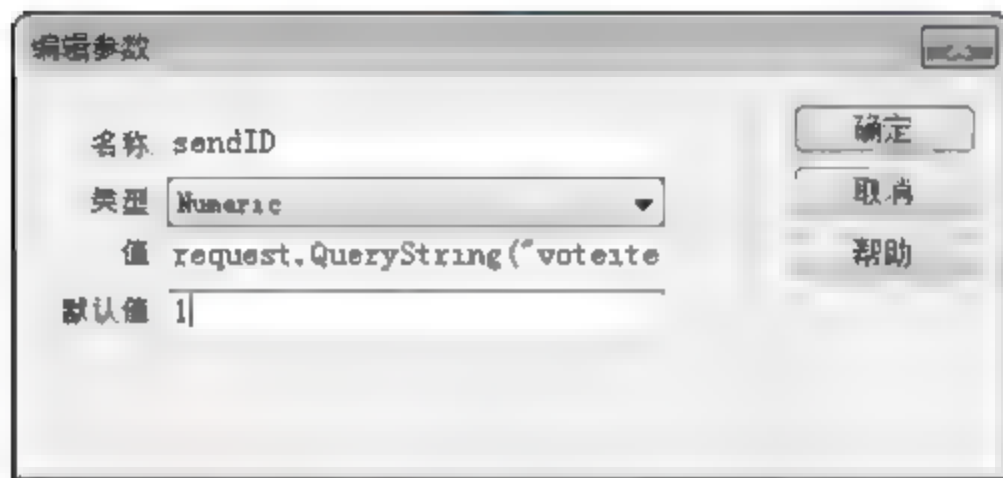 编辑参数
名称 sendID
确定
类型 Numeric
取消
值 request.QueryString("voteite
帮助
默认值 1